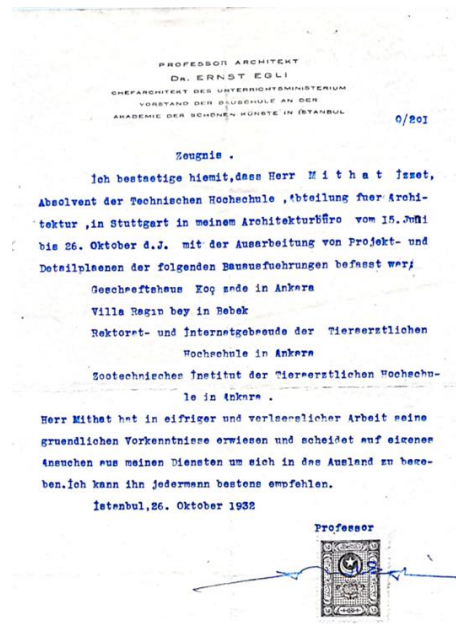 PROFESSOR ARCHITEKT
DR. ERNST EGLI
CHEFARCHITEKT DES UNTERRICHTSMINISTERIUM
VORSTAND DER BAUSCHULE AN DER
AKADEMIE DER SCHÖNEN KÜNSTE IN İSTANBUL
0/201
Zeugnis .
Ich bestaetige hiemit,dass Herr M i t h a t İzzet,
Absolvent der Technischen Hochschule ,Abteilung fuer Archi-
tektur ,in Stuttgart in meinem Architekturbüro vom 15.Juli
bis 26. Oktober d.J. mit der Ausarbeitung von Projekt- und
Detailplaenen der folgenden Bauausfuehrungen befasst war;
Geschaeftshaus Koç zade in Ankara
Villa Ragip bey in Bebek
Rektorat- und Internatgebaeude der Tieraerztlichen
Hochschule in Ankara
Zootechnisches İnstitut der Tieraerztlichen Hochschu-
le in Ankara .
Herr Mithat hat in eifriger und verlaesslicher Arbeit seine
gruendlichen Vorkenntnisse erwiesen und scheidet auf eigenes
Ansuchen aus meinen Diensten um sich in das Ausland zu bege-
ben.Ich kann ihn jedermann bestens empfehlen.
İstanbul,26. Oktober 1932
Professor